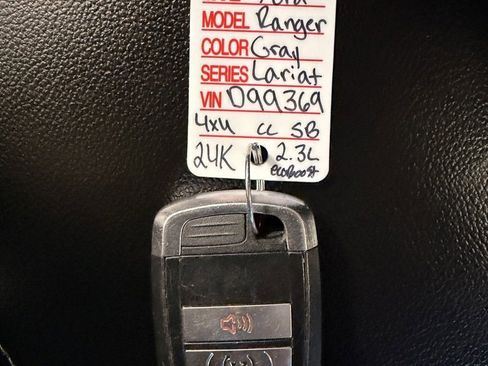 MODEL Ranger
COLOR Gray
SERIES Lariat
VIN D99369
4x4 CC SB
24K 2.3L
ecoboost